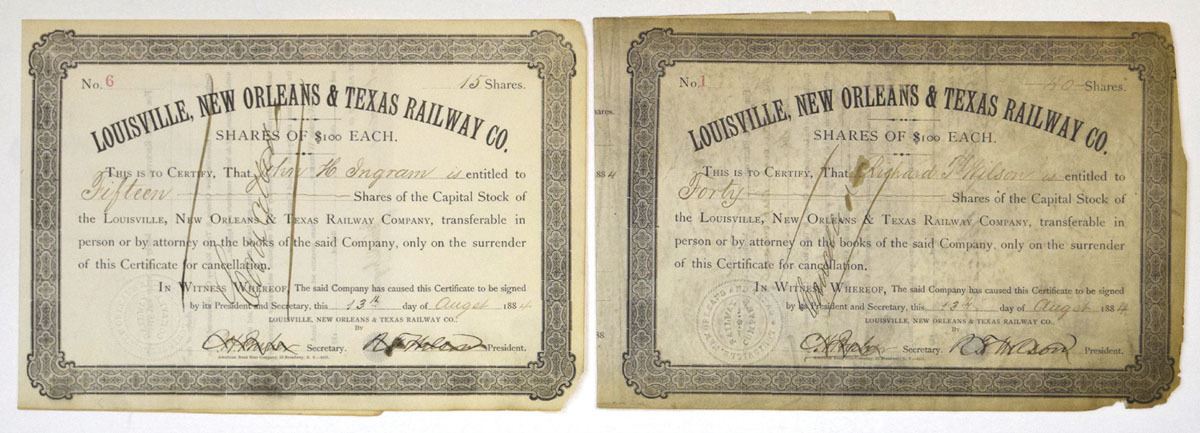 No. 6 15 Shares.
LOUISVILLE, NEW ORLEANS & TEXAS RAILWAY CO.
SHARES OF $100 EACH.
THIS IS TO CERTIFY, That John H Ingram is entitled to
Fifteen Shares of the Capital Stock of
the LOUISVILLE, NEW ORLEANS & TEXAS RAILWAY COMPANY, transferable in
person or by attorney on the books of the said Company, only on the surrender
of this Certificate for cancellation.
IN WITNESS WHEREOF, The said Company has caused this Certificate to be signed
by its President and Secretary, this 13th day of Augst 1884
LOUISVILLE, NEW ORLEANS & TEXAS RAILWAY CO.:
BY
Secretary. President.
Cancelled
84
No. 1 40 Shares.
LOUISVILLE, NEW ORLEANS & TEXAS RAILWAY CO.
SHARES OF $100 EACH.
THIS IS TO CERTIFY, That Richard T. Wilson is entitled to
Forty Shares of the Capital Stock of
the LOUISVILLE, NEW ORLEANS & TEXAS RAILWAY COMPANY, transferable in
person or by attorney on the books of the said Company, only on the surrender
of this Certificate for cancellation.
IN WITNESS WHEREOF, The said Company has caused this Certificate to be signed
by its President and Secretary, this 13th day of Augst 1884
LOUISVILLE, NEW ORLEANS & TEXAS RAILWAY CO.,
BY
Secretary. R T Wilson President.